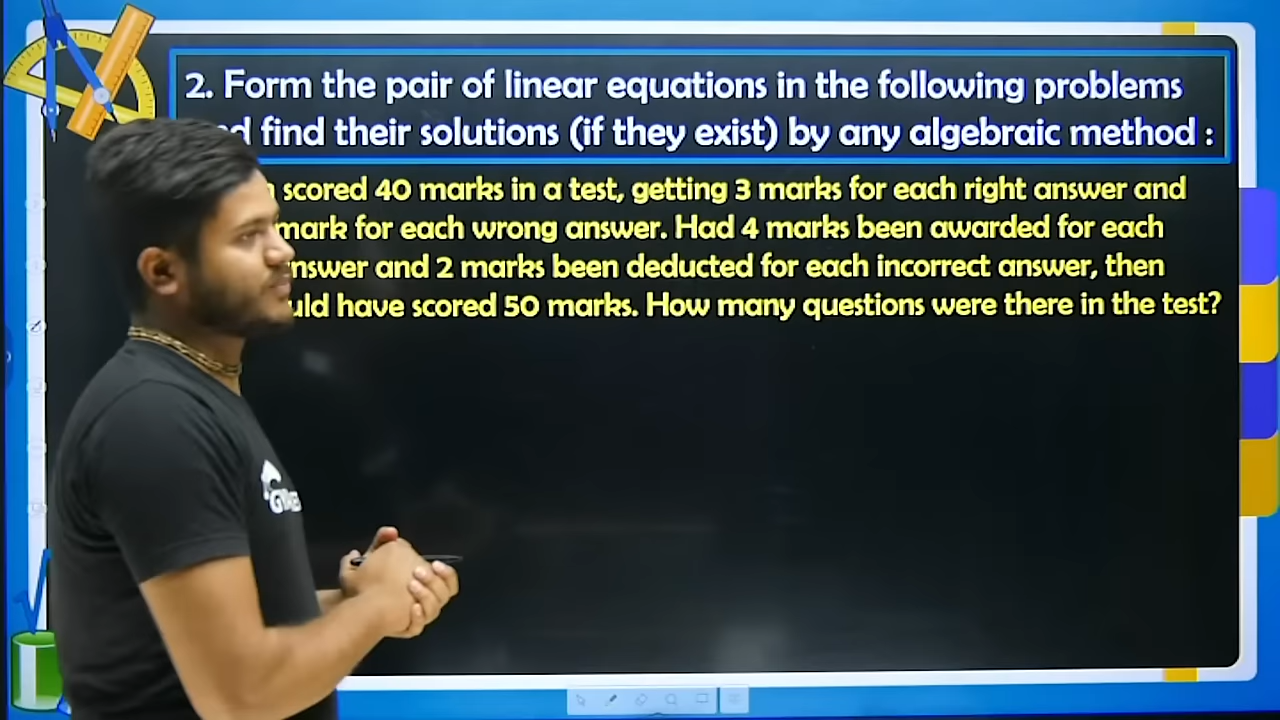 2. Form the pair of linear equations in the following problems
find their solutions (if they exist) by any algebraic method :
scored 40 marks in a test, getting 3 marks for each right answer and
mark for each wrong answer. Had 4 marks been awarded for each
answer and 2 marks been deducted for each incorrect answer, then
have scored 50 marks. How many questions were there in the test?